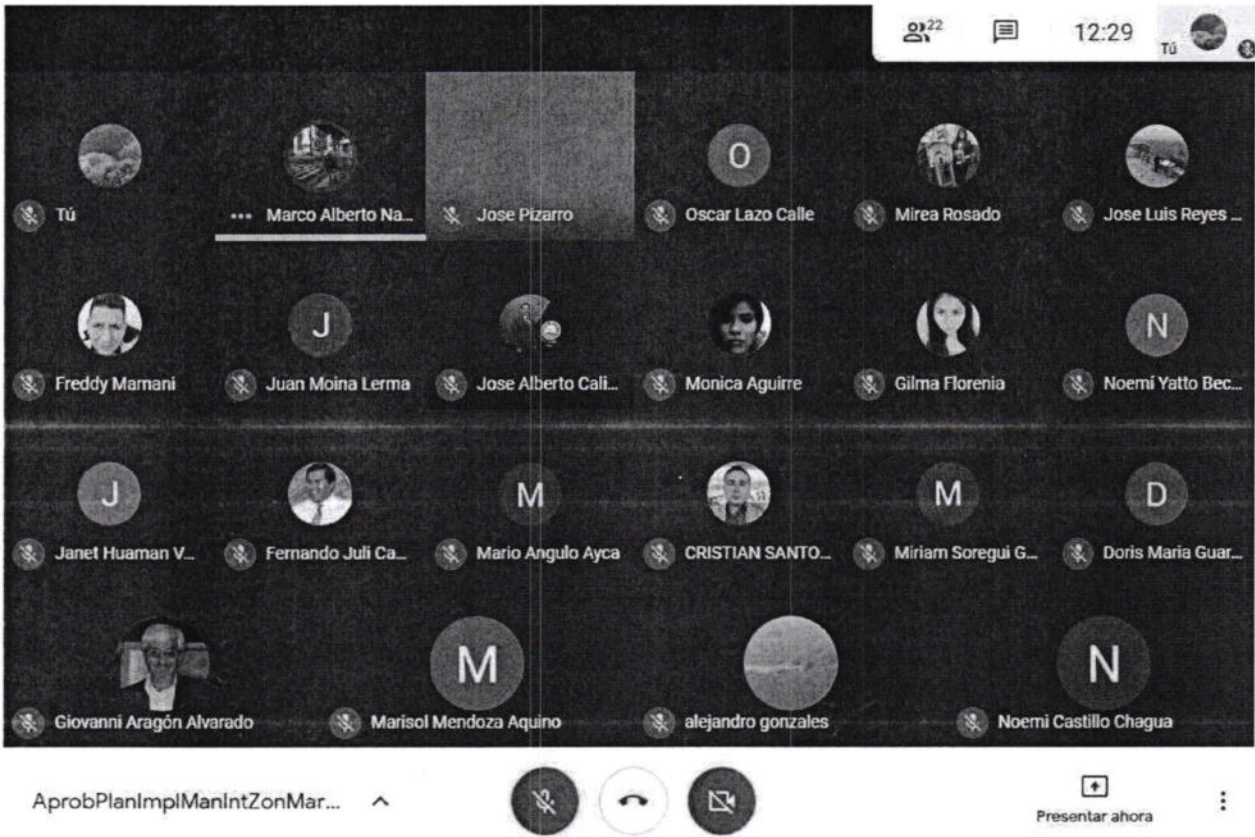 22 12:29 Tú
Tú Marco Alberto Na... Jose Pizarro Oscar Lazo Calle Mirea Rosado Jose Luis Reyes ...
O
Freddy Mamani Juan Moina Lerma Jose Alberto Cali... Monica Aguirre Gilma Florenia Noemí Yatto Bec...
J N
Janet Huaman V... Fernando Juli Ca... Mario Angulo Ayca CRISTIAN SANTO... Miriam Soregui G... Doris Maria Guar...
J M M D
Giovanni Aragón Alvarado Marisol Mendoza Aquino alejandro gonzales Noemi Castillo Chagua
M N
AprobPlanImplManIntZonMar... Presentar ahora